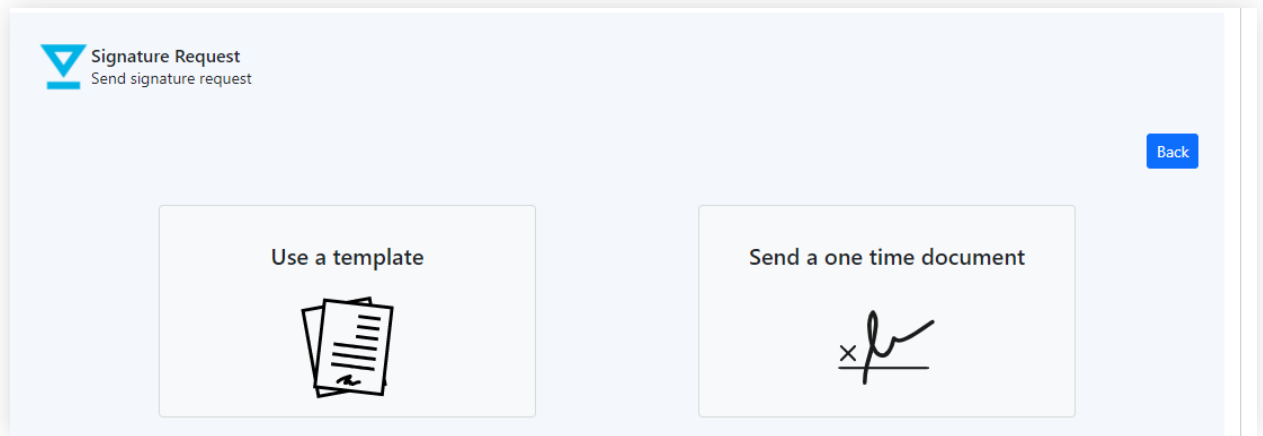 Signature Request
Send signature request
Back
Use a template
Send a one time document